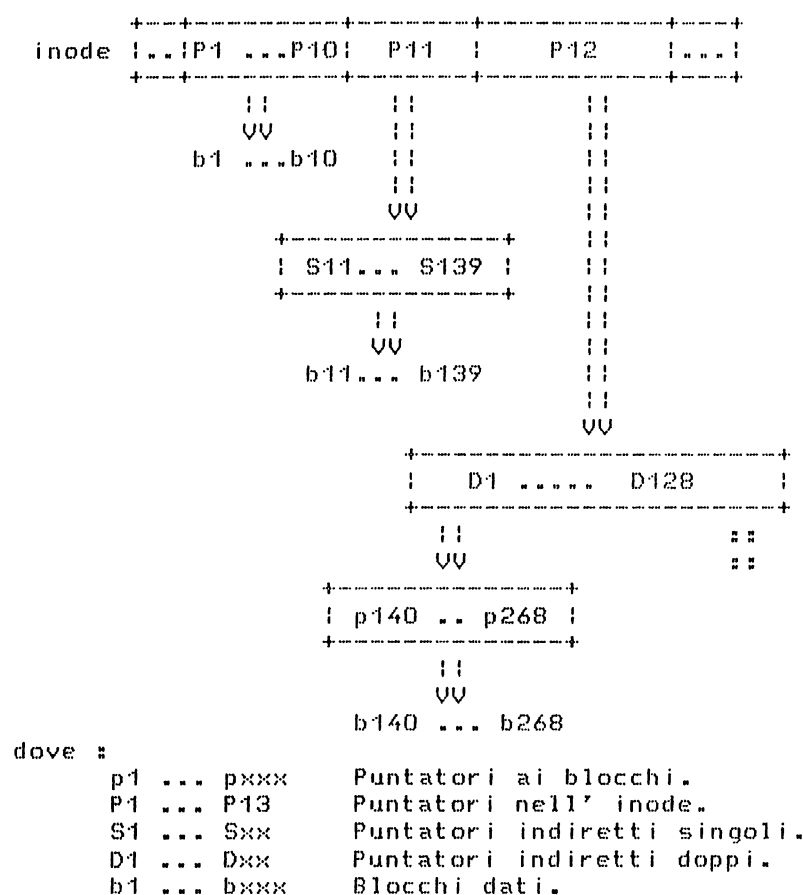 inode |..|P1 ...P10| P11 | P12 |...|
b1 ...b10
| S11... S139 |
b11... b139
| D1 ..... D128 |
| p140 .. p268 |
b140 ... b268
dove :
p1 ... pxxx Puntatori ai blocchi.
P1 ... P13 Puntatori nell' inode.
S1 ... Sxx Puntatori indiretti singoli.
D1 ... Dxx Puntatori indiretti doppi.
b1 ... bxxx Blocchi dati.